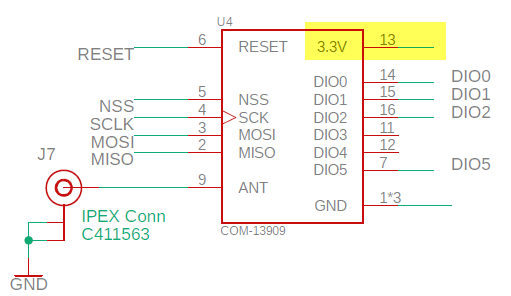 U4
RESET 6 RESET 3.3V 13
DIO0 14 DIO0
NSS 5 NSS DIO1 15 DIO1
SCLK 4 SCK DIO2 16 DIO2
MOSI 3 MOSI DIO3 11
MISO 2 MISO DIO4 12
DIO5 7 DIO5
J7
9 ANT
GND 1*3
IPEX Conn
C411563
COM-13909
GND